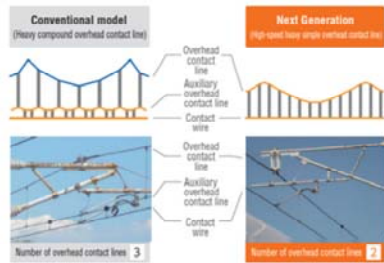 Conventional model
(Heavy compound overhead contact line)
Next Generation
(High-speed heavy simple overhead contact line)
Overhead
contact
line
Auxiliary
overhead
contact line
Contact
wire
Overhead
contact
line
Auxiliary
overhead
contact line
Contact
wire
Number of overhead contact lines 3
Number of overhead contact lines 2